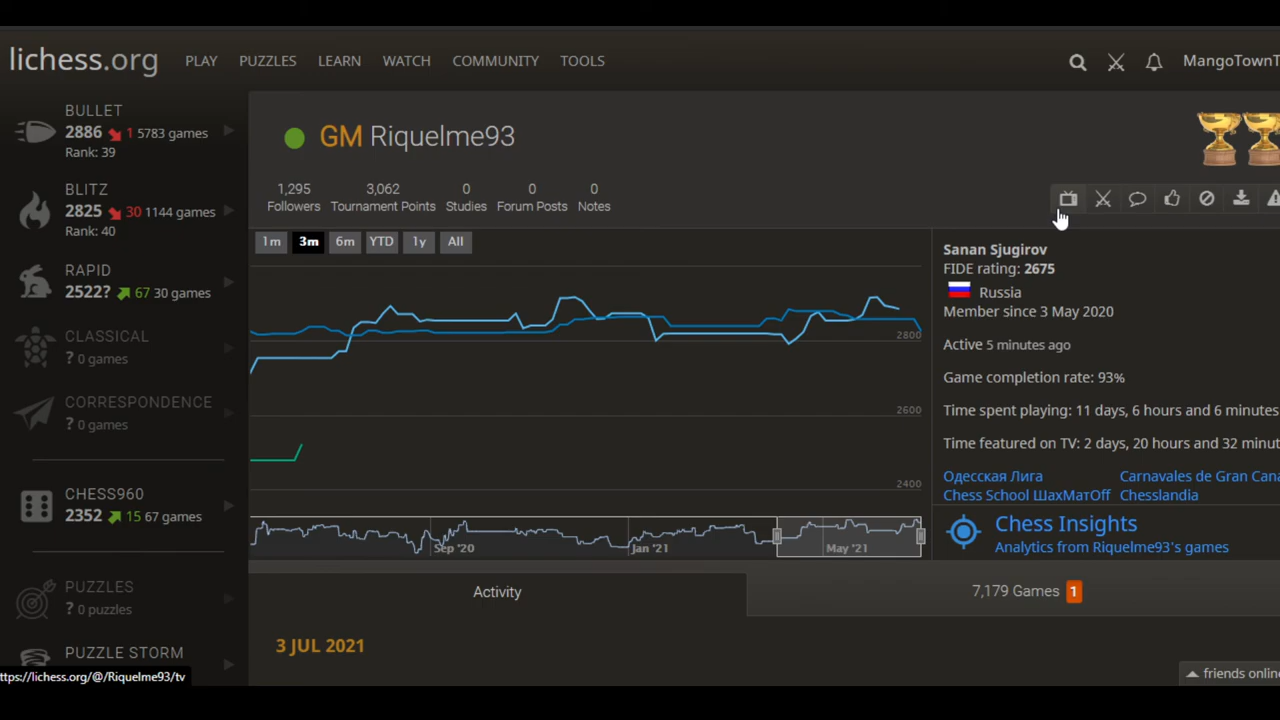 lichess.org PLAY PUZZLES LEARN WATCH COMMUNITY TOOLS MangoTownT
BULLET
2886 1 5783 games
Rank: 39
BLITZ
2825 30 1144 games
Rank: 40
RAPID
2522? 67 30 games
CLASSICAL
? 0 games
CORRESPONDENCE
? 0 games
CHESS960
2352 15 67 games
PUZZLES
? 0 puzzles
PUZZLE STORM
ttps://lichess.org/@/Riquelme93/tv
GM Riquelme93
1,295 3,062 0 0 0
Followers Tournament Points Studies Forum Posts Notes
1m 3m 6m YTD 1y All
2800
2600
2400
Sep '20 Jan '21 May '21
Sanan Sjugirov
FIDE rating: 2675
Russia
Member since 3 May 2020
Active 5 minutes ago
Game completion rate: 93%
Time spent playing: 11 days, 6 hours and 6 minutes
Time featured on TV: 2 days, 20 hours and 32 minut
Одесская Лига Carnavales de Gran Cana
Chess School ШахМатOff Chesslandia
Chess Insights
Analytics from Riquelme93's games
Activity 7,179 Games 1
3 JUL 2021
friends online